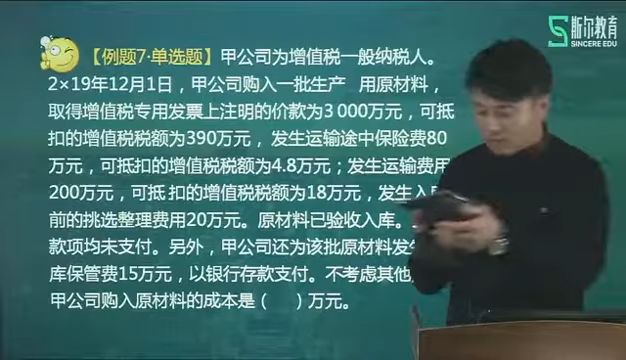 斯尔教育
SINCERE EDU
【例题7·单选题】甲公司为增值税一般纳税人。
2×19年12月1日，甲公司购入一批生产 用原材料，
取得增值税专用发票上注明的价款为3 000万元，可抵
扣的增值税税额为390万元，发生运输途中保险费80
万元，可抵扣的增值税税额为4.8万元；发生运输费用
200万元，可抵 扣的增值税税额为18万元，发生入
前的挑选整理费用20万元。原材料已验收入库。
款项均未支付。另外，甲公司还为该批原材料发生
库保管费15万元，以银行存款支付。不考虑其他
甲公司购入原材料的成本是（ ）万元。